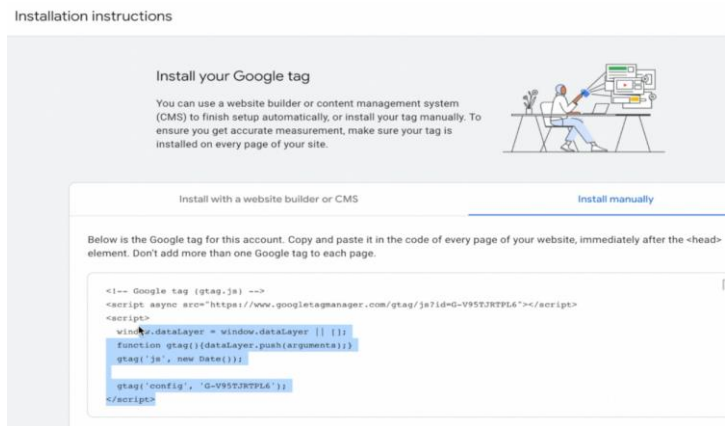 Installation instructions
Install your Google tag
You can use a website builder or content management system
(CMS) to finish setup automatically, or install your tag manually. To
ensure you get accurate measurement, make sure your tag is
installed on every page of your site.
Install with a website builder or CMS
Install manually
Below is the Google tag for this account. Copy and paste it in the code of every page of your website, immediately after the <head>
element. Don't add more than one Google tag to each page.
<!-- Google tag (gtag.js) -->
<script async src="https://www.googletagmanager.com/gtag/js?id=G-V95TJRTPL6"></script>
<script>
window.dataLayer = window.dataLayer || [];
function gtag(){dataLayer.push(arguments);}
gtag('js', new Date());
gtag('config', 'G-V95TJRTPL6');
</script>